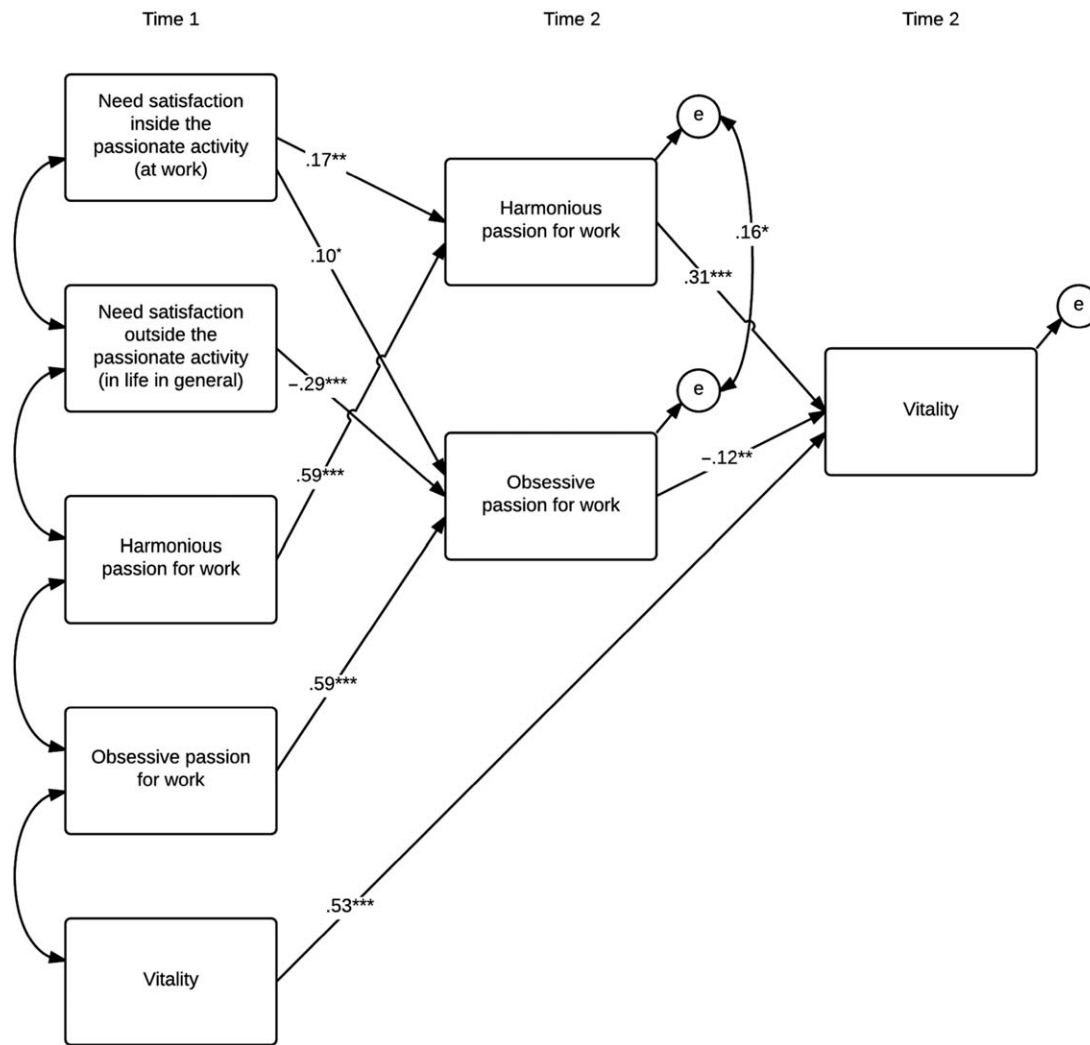 Time 1
Time 2
Time 2
Need satisfaction
inside the
passionate activity
(at work)
.17**
.10*
Need satisfaction
outside the
passionate activity
(in life in general)
−.29***
Harmonious
passion for work
.59***
Obsessive passion
for work
.59***
Vitality
.53***
e
Harmonious
passion for work
.16*
.31***
e
Obsessive
passion for work
−.12**
e
Vitality